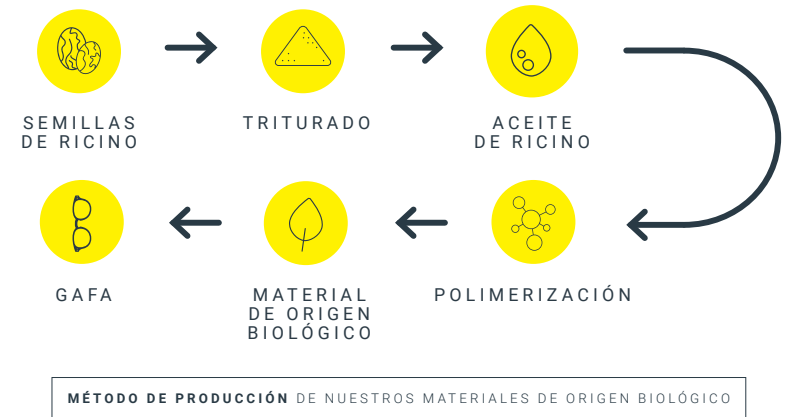 SEMILLAS
DE RICINO
TRITURADO
ACEITE
DE RICINO
GAFA
MATERIAL
DE ORIGEN
BIOLÓGICO
POLIMERIZACIÓN
MÉTODO DE PRODUCCIÓN DE NUESTROS MATERIALES DE ORIGEN BIOLÓGICO